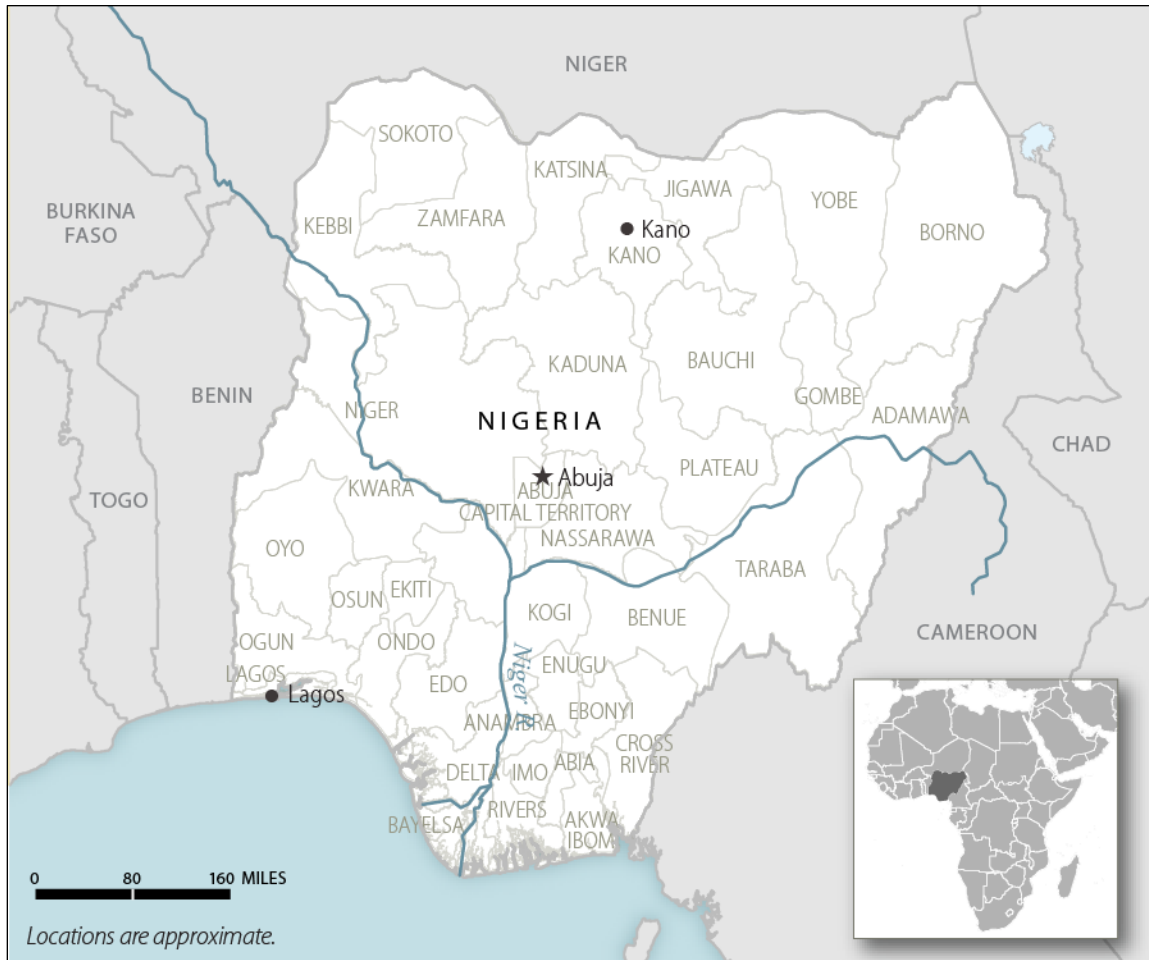 NIGER
SOKOTO
KATSINA
JIGAWA
YOBE
BURKINA
FASO
KEBBI
ZAMFARA
Kano
KANO
BORNO
KADUNA
BAUCHI
BENIN
GOMBE
NIGER
NIGERIA
ADAMAWA
CHAD
TOGO
KWARA
Abuja
ABUJA
CAPITAL TERRITORY
PLATEAU
NASSARAWA
OYO
TARABA
OSUN
EKITI
KOGI
BENUE
CAMEROON
OGUN
ONDO
LAGOS
Lagos
EDO
Niger R
ENUGU
ANAMBRA
EBONYI
CROSS
RIVER
DELTA
IMO
ABIA
BAYELSA
RIVERS
AKWA
IBOM
0 80 160 MILES
Locations are approximate.